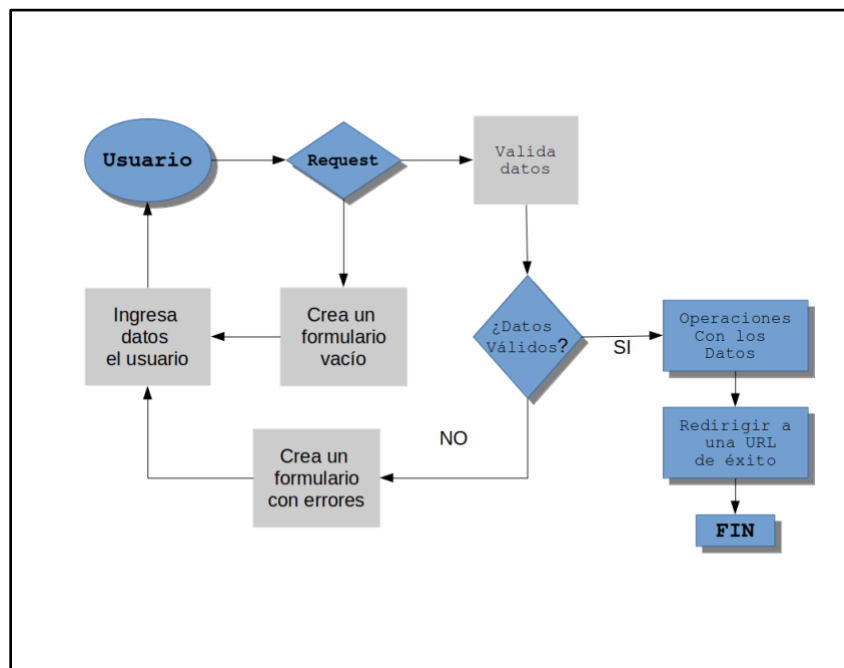 Usuario
Request
Valida
datos
Ingresa
datos
el usuario
Crea un
formulario
vacío
¿Datos
Válidos?
SI
Operaciones
Con los
Datos
NO
Crea un
formulario
con errores
Redirigir a
una URL
de éxito
FIN